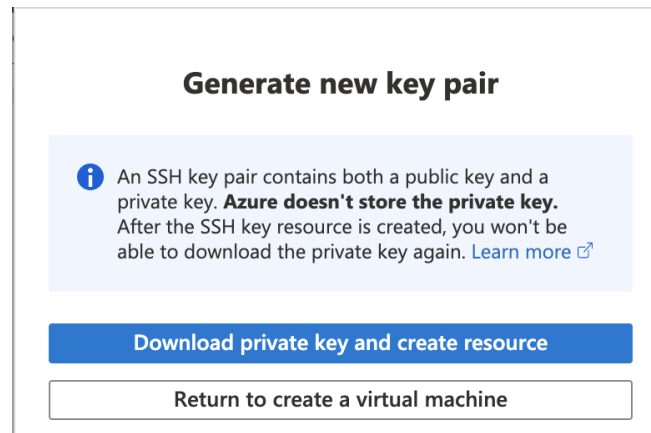 Generate new key pair
An SSH key pair contains both a public key and a
private key. Azure doesn't store the private key.
After the SSH key resource is created, you won't be
able to download the private key again. Learn more
Download private key and create resource
Return to create a virtual machine